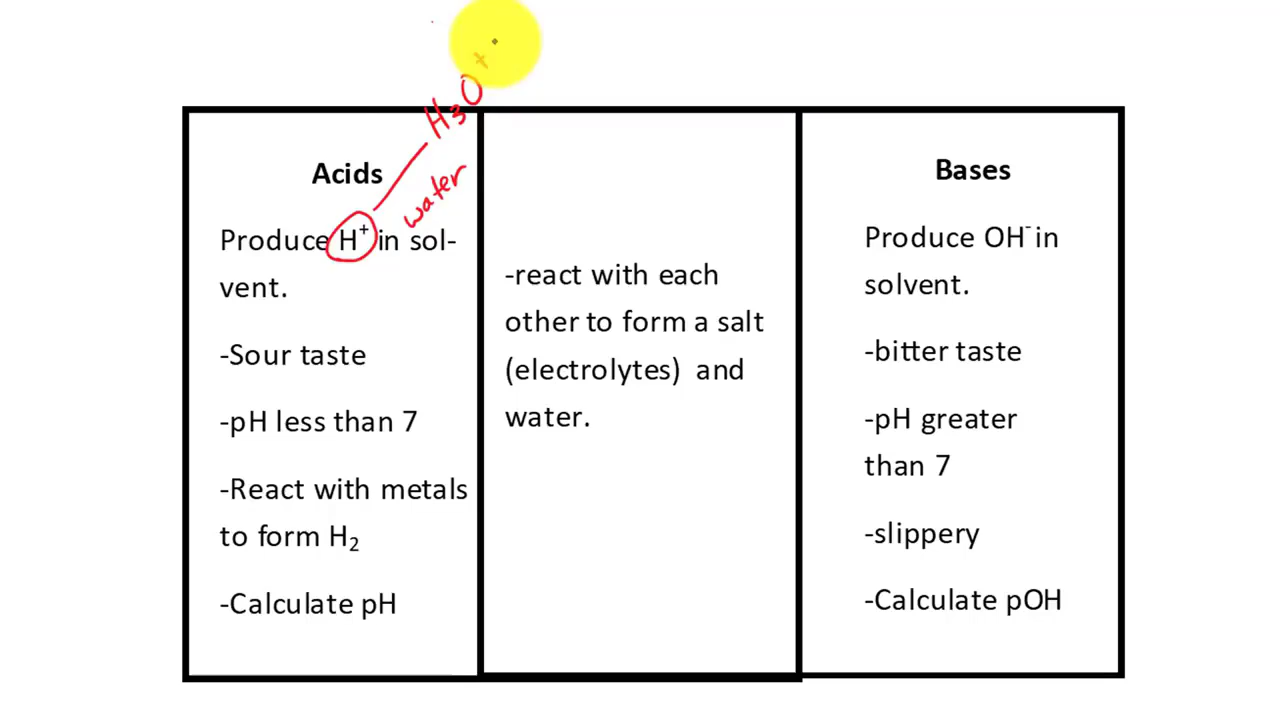 H₃O⁺
water
Acids
Produce H⁺ in sol-
vent.
-Sour taste
-pH less than 7
-React with metals
to form H₂
-Calculate pH
-react with each
other to form a salt
(electrolytes) and
water.
Bases
Produce OH⁻ in
solvent.
-bitter taste
-pH greater
than 7
-slippery
-Calculate pOH